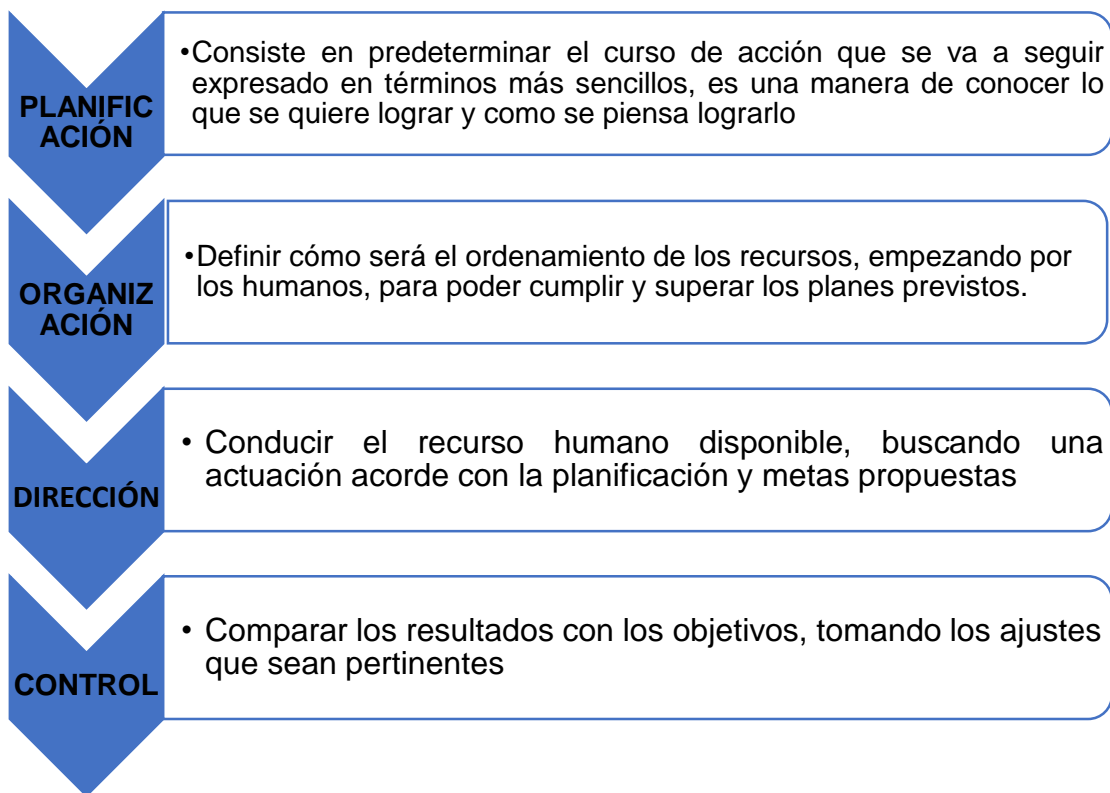 PLANIFIC
ACIÓN
•Consiste en predeterminar el curso de acción que se va a seguir
expresado en términos más sencillos, es una manera de conocer lo
que se quiere lograr y como se piensa lograrlo
ORGANIZ
ACIÓN
•Definir cómo será el ordenamiento de los recursos, empezando por
los humanos, para poder cumplir y superar los planes previstos.
DIRECCIÓN
• Conducir el recurso humano disponible, buscando una
actuación acorde con la planificación y metas propuestas
CONTROL
• Comparar los resultados con los objetivos, tomando los ajustes
que sean pertinentes